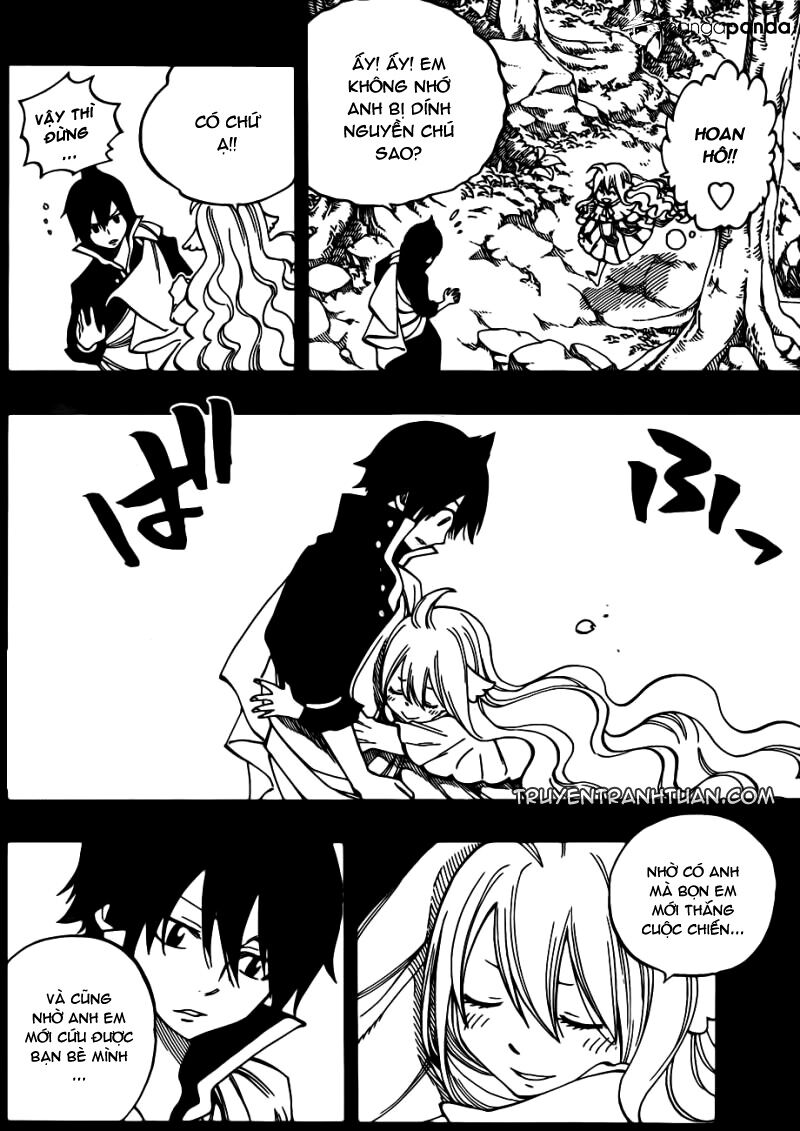 mangapanda
HOAN
HÔ!!
ẤY! ẤY! EM
KHÔNG NHỚ
ANH BỊ DÍNH
NGUYỀN CHÚ
SAO?
CÓ CHỨ
Ạ!!
VẬY THÌ
ĐỪNG
...
ふっ
ば
TRUYENTRANHTUAN.COM
NHỜ CÓ ANH
MÀ BỌN EM
MỚI THẮNG
CUỘC CHIẾN...
VÀ CŨNG
NHỜ ANH EM
MỚI CỨU ĐƯỢC
BẠN BÈ MÌNH
...